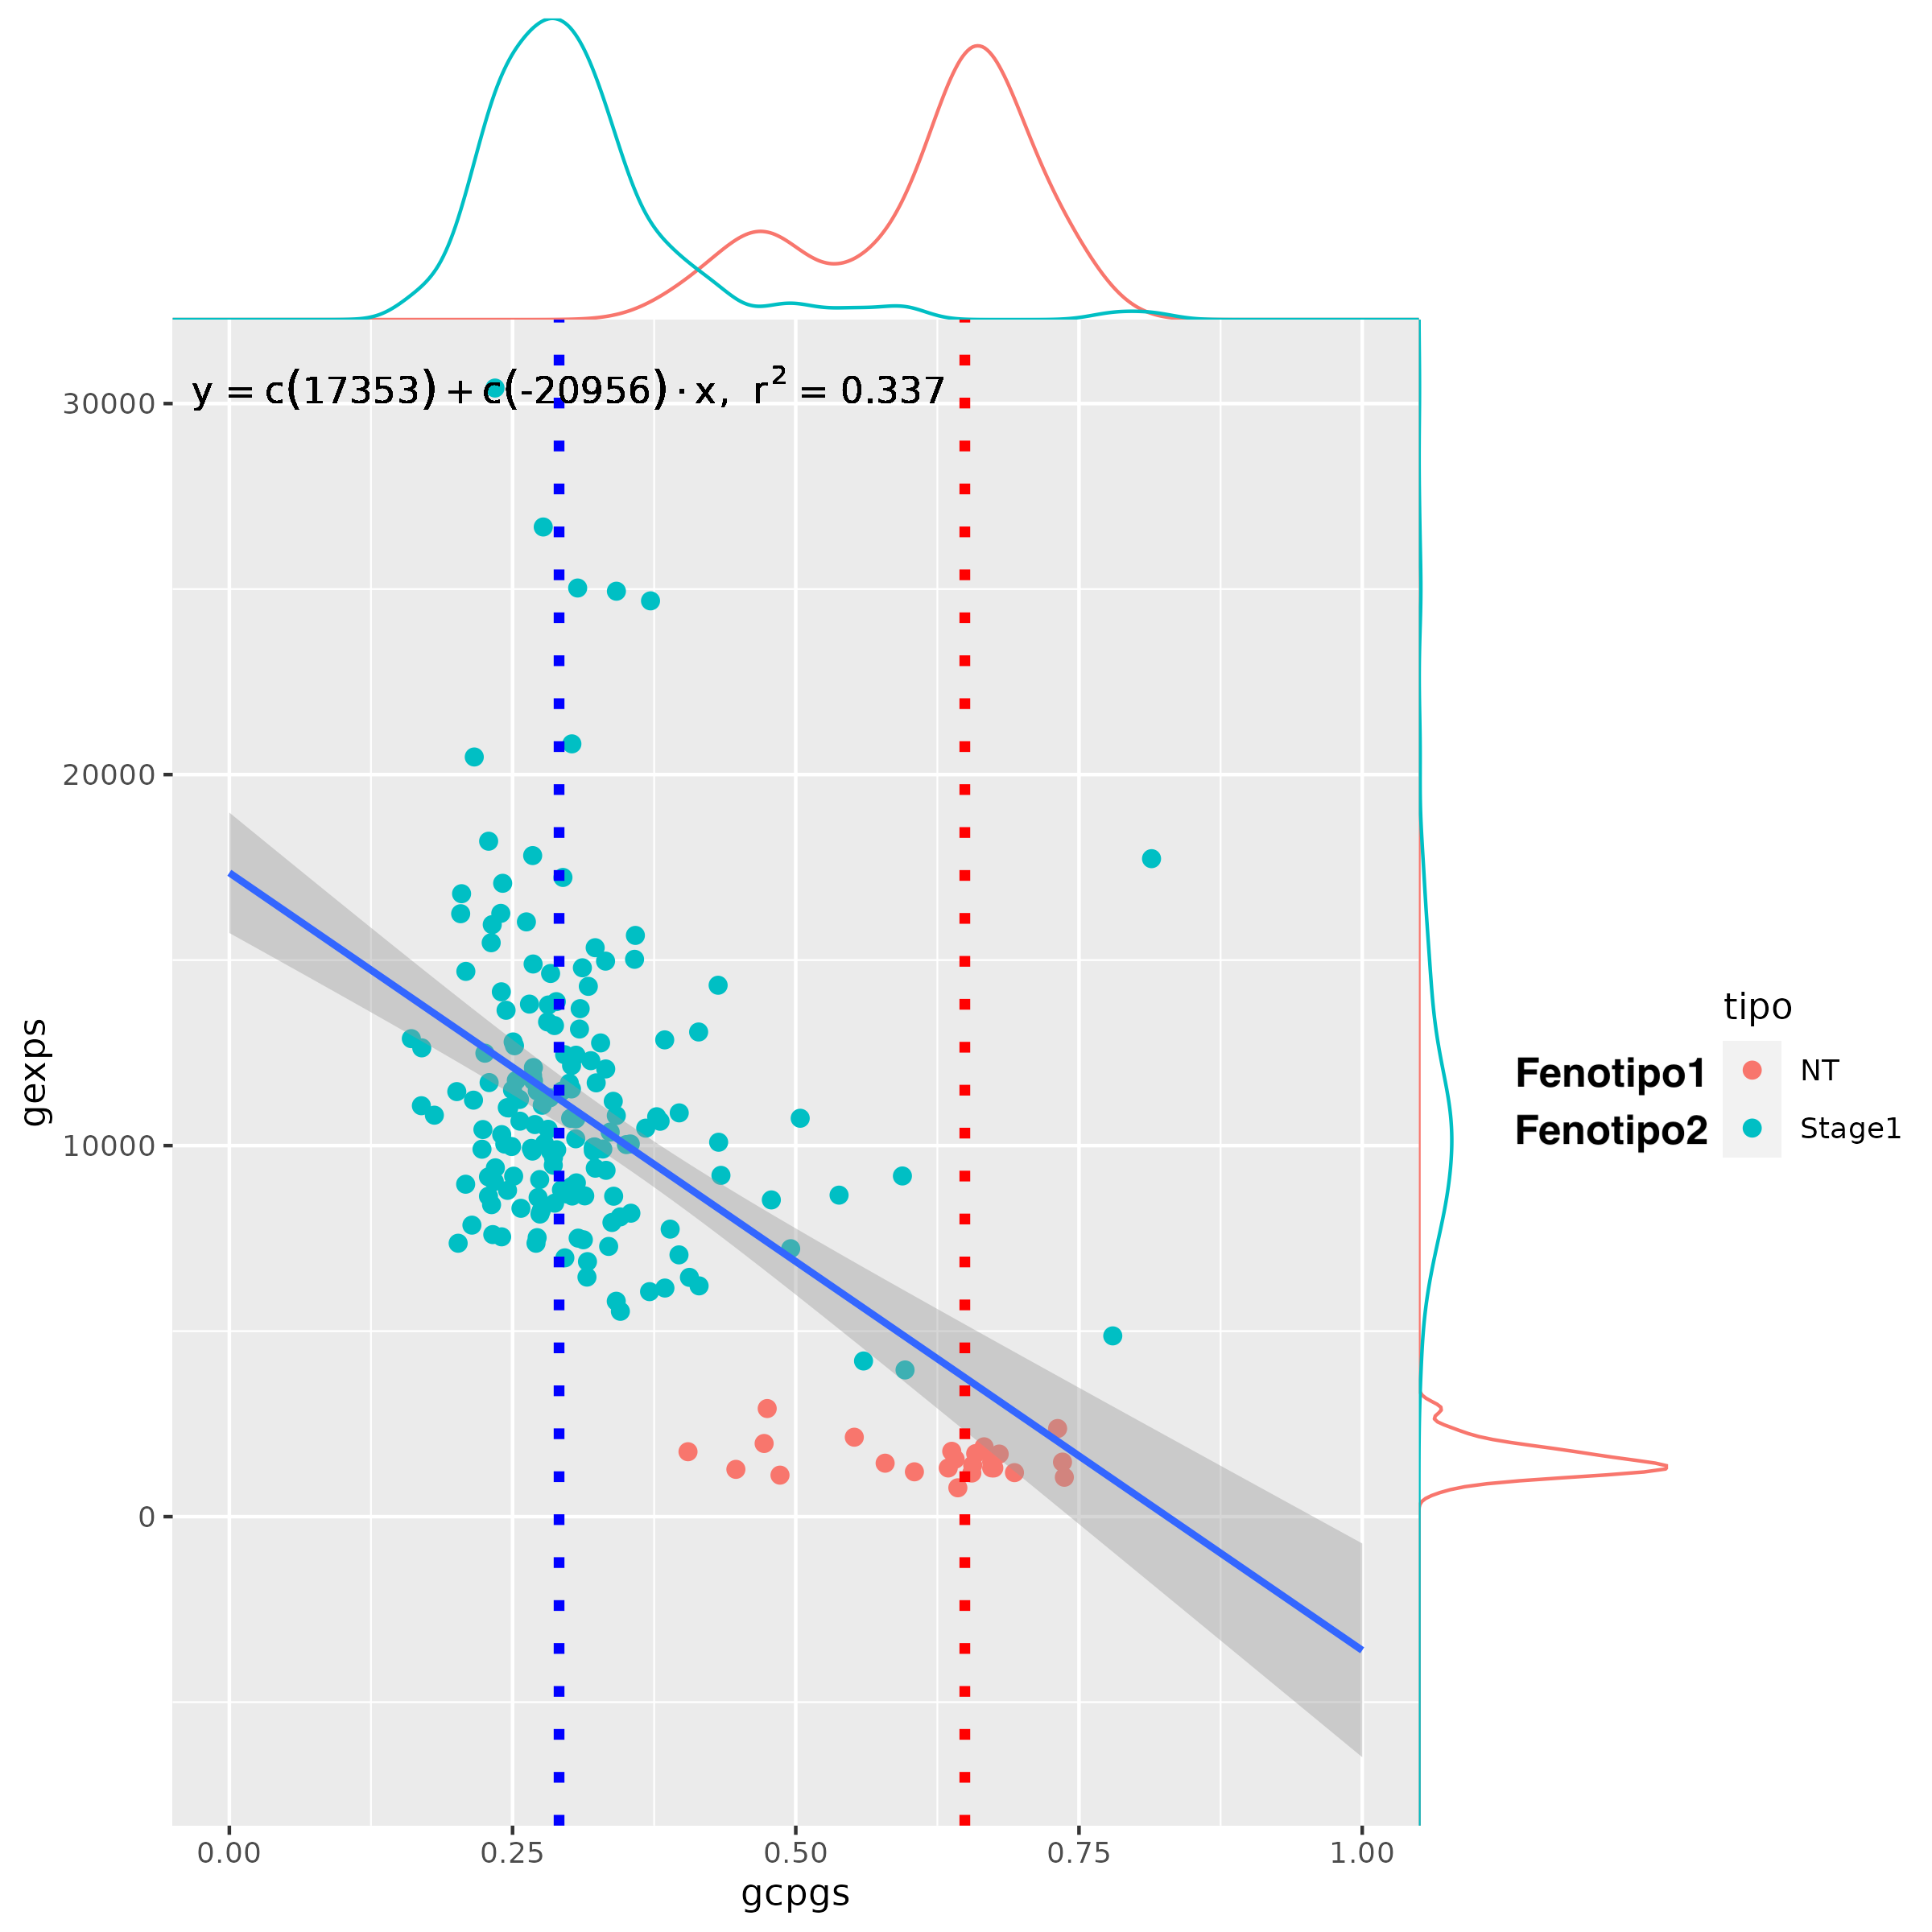 y = c(17353) + c(-20956) · x,  r² = 0.337
30000
20000
10000
0
gexps
0.00 0.25 0.50 0.75 1.00
gcpgs
tipo
Fenotipo1 NT
Fenotipo2 Stage1